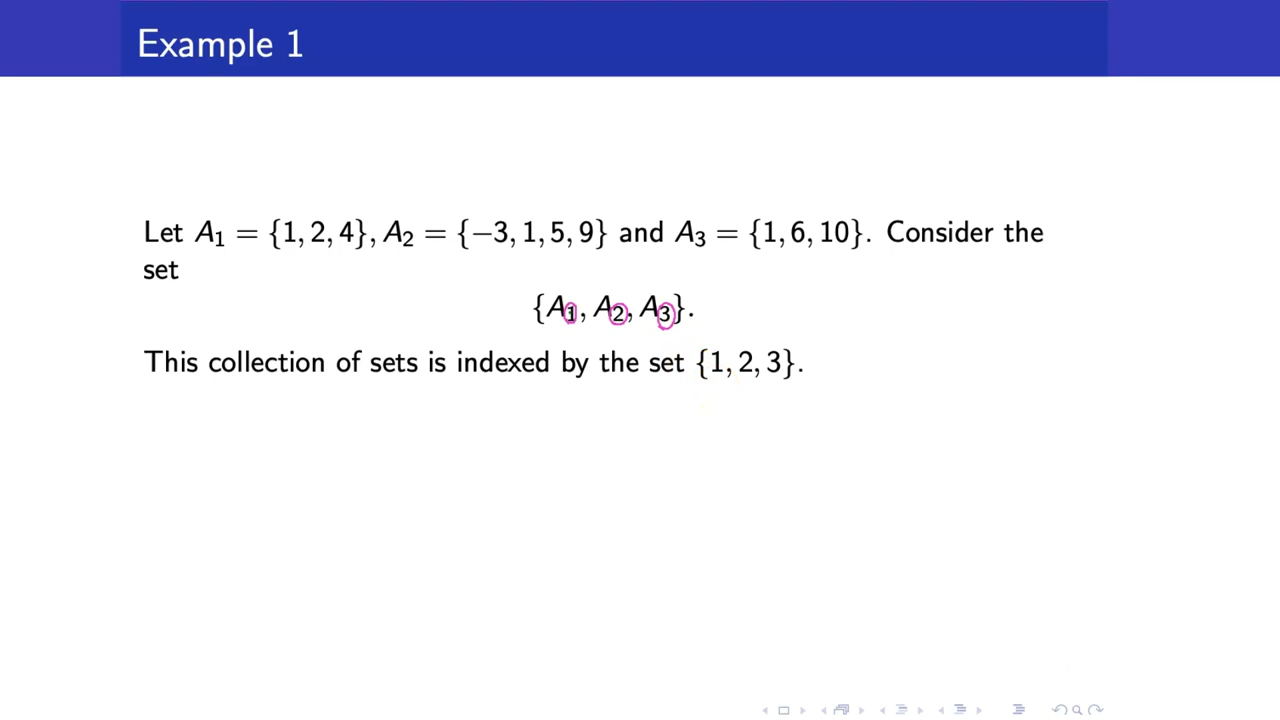 Example 1
Let A₁ = {1, 2, 4}, A₂ = {−3, 1, 5, 9} and A₃ = {1, 6, 10}. Consider the
set
{A₁, A₂, A₃}.
This collection of sets is indexed by the set {1, 2, 3}.